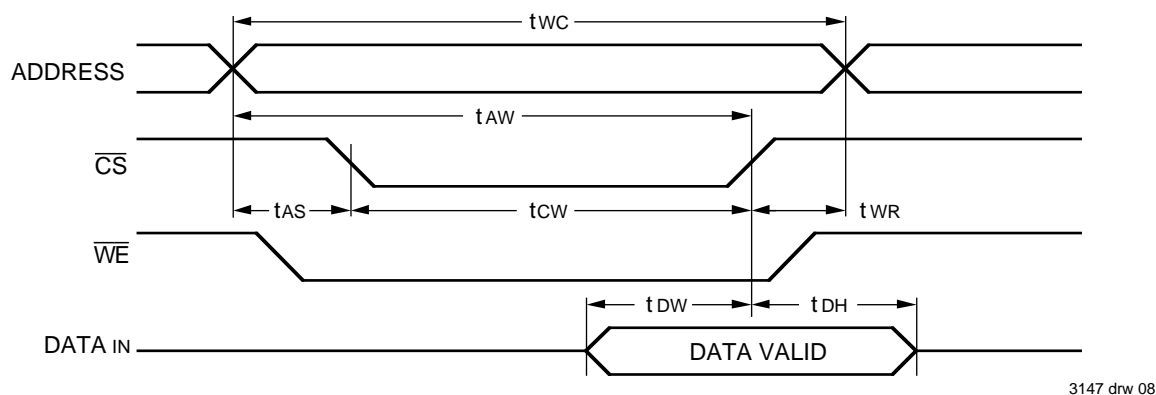 tWC
ADDRESS
tAW
CS
tAS
tCW
tWR
WE
tDW
tDH
DATA IN
DATA VALID
3147 drw 08